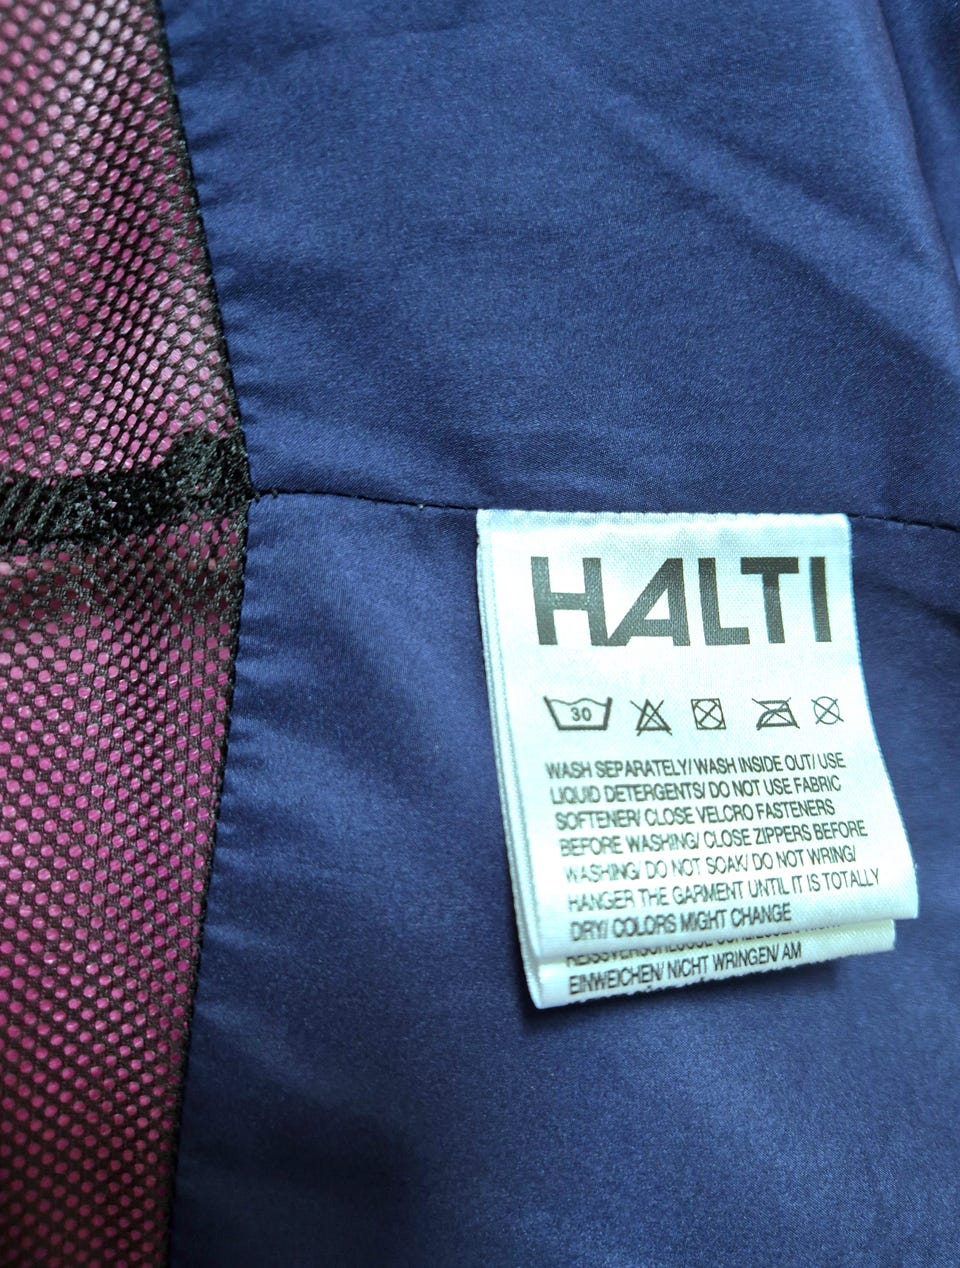 HALTI
30
WASH SEPARATELY/ WASH INSIDE OUT/ USE
LIQUID DETERGENTS/ DO NOT USE FABRIC
SOFTENER/ CLOSE VELCRO FASTENERS
BEFORE WASHING/ CLOSE ZIPPERS BEFORE
WASHING/ DO NOT SOAK/ DO NOT WRING/
HANGER THE GARMENT UNTIL IT IS TOTALLY
DRY/ COLORS MIGHT CHANGE
EINWEICHEN/ NICHT WRINGEN/ AM